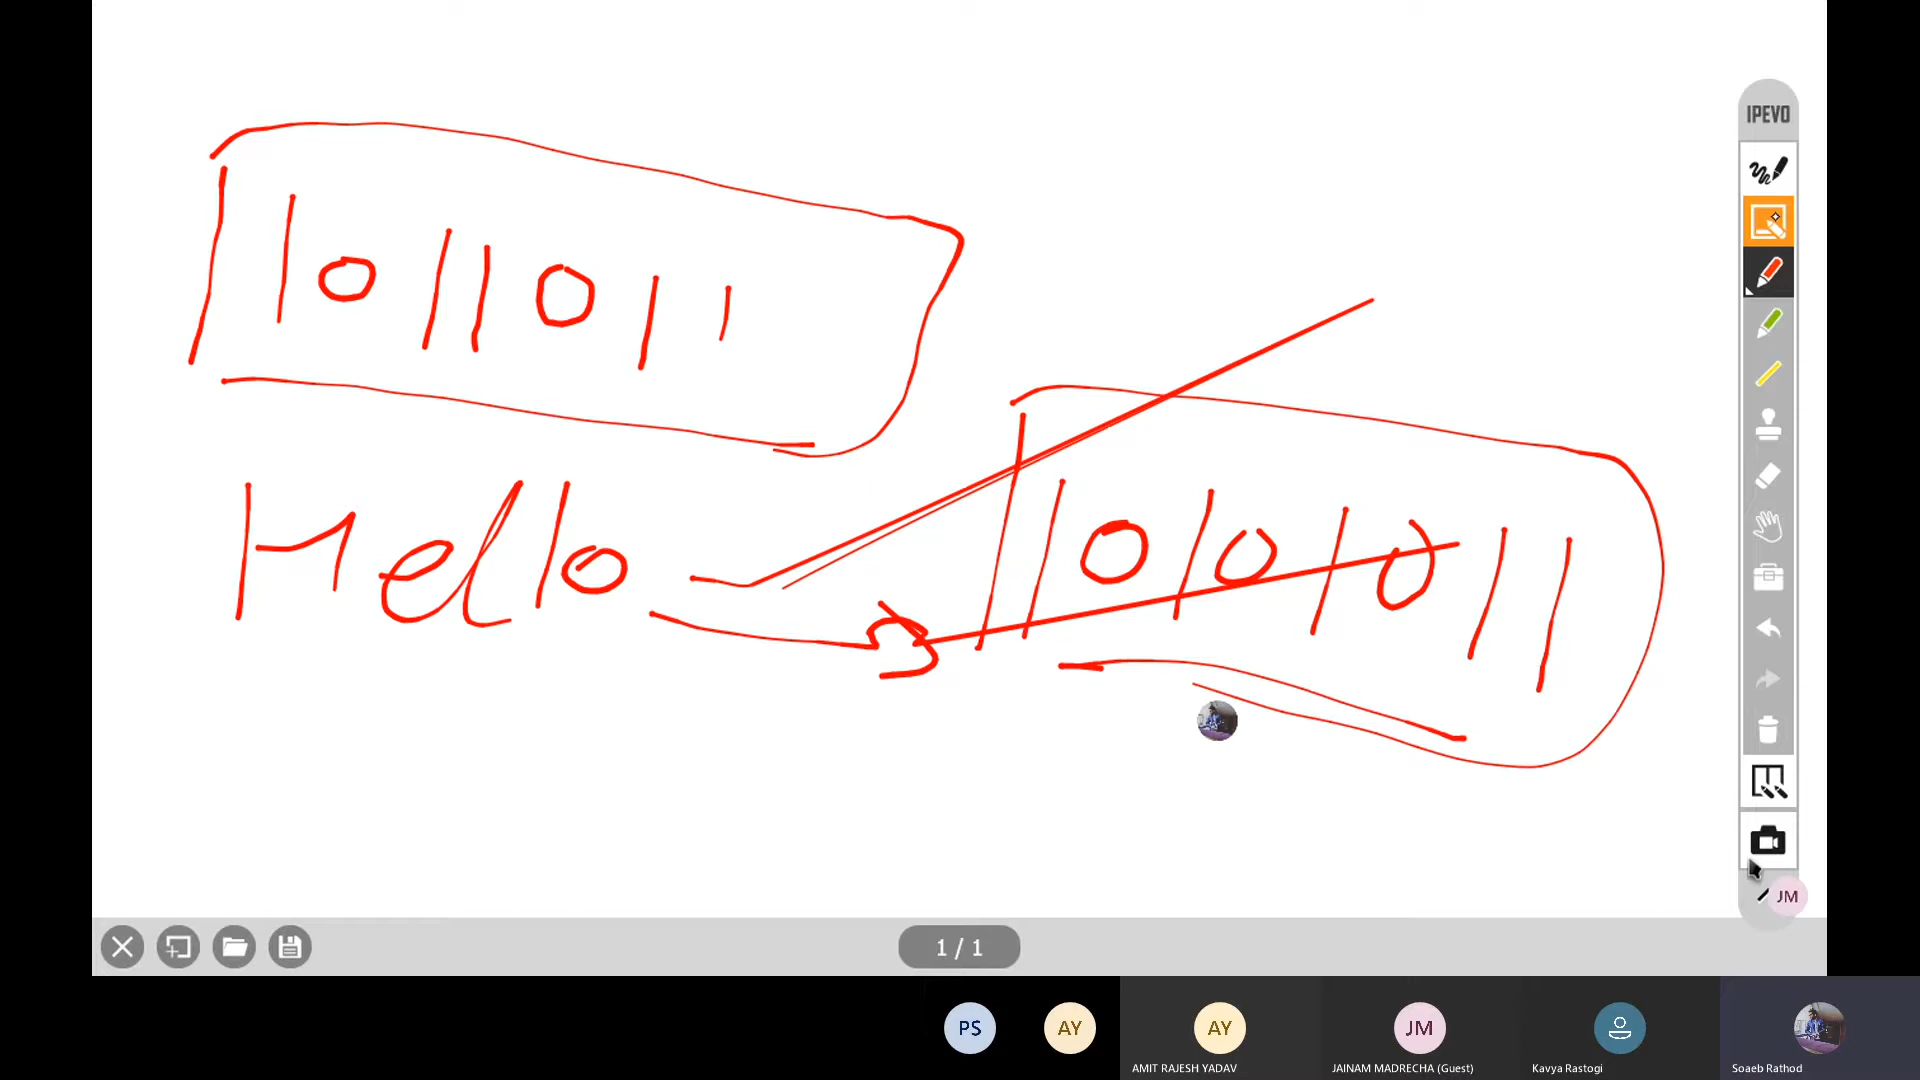 IPEVO
1011011
Hello
10101011
JM
1 / 1
PS
AY
AY
JM
AMIT RAJESH YADAV
JAINAM MADRECHA (Guest)
Kavya Rastogi
Soaeb Rathod